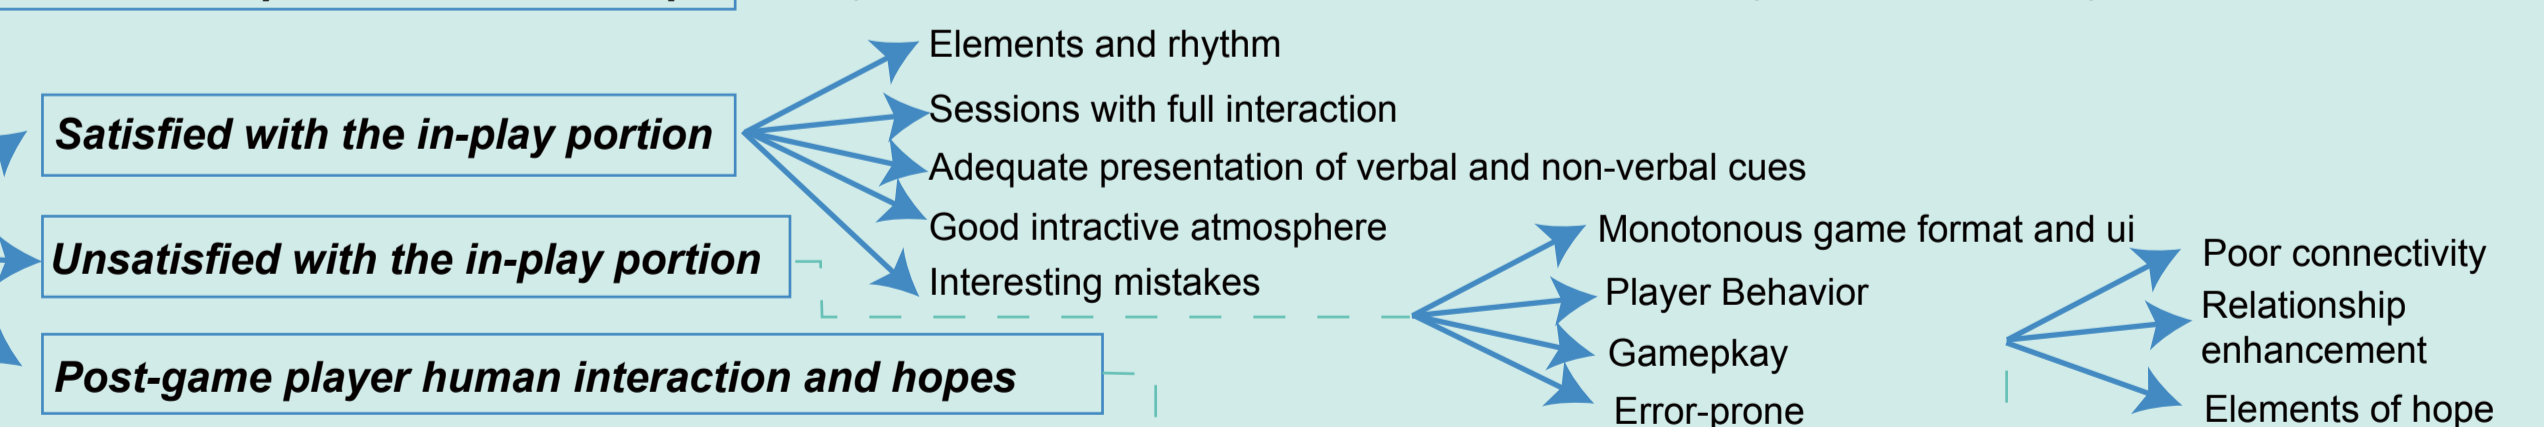 Elements and rhythm
Sessions with full interaction
Satisfied with the in-play portion
Adequate presentation of verbal and non-verbal cues
Good intractive atmosphere
Interesting mistakes
Unsatisfied with the in-play portion
Monotonous game format and ui
Player Behavior
Gamepkay
Error-prone
Post-game player human interaction and hopes
Poor connectivity
Relationship
enhancement
Elements of hope